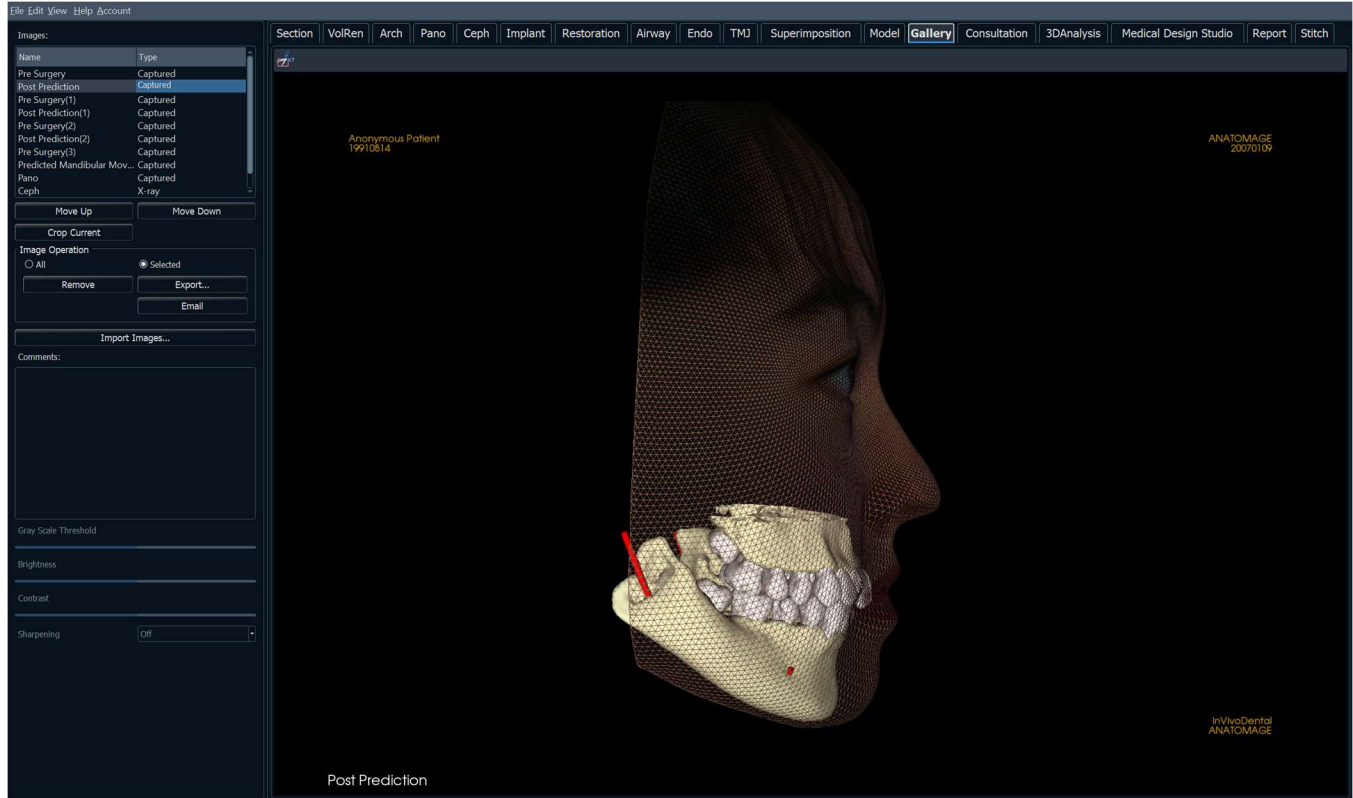 File Edit View Help Account
Images:
Name Type
Pre Surgery Captured
Post Prediction Captured
Pre Surgery(1) Captured
Post Prediction(1) Captured
Pre Surgery(2) Captured
Post Prediction(2) Captured
Pre Surgery(3) Captured
Predicted Mandibular Mov... Captured
Pano Captured
Ceph X-ray
Move Up Move Down
Crop Current
Image Operation
All Selected
Remove Export...
Email
Import Images...
Comments:
Gray Scale Threshold
Brightness
Contrast
Sharpening Off
Section VolRen Arch Pano Ceph Implant Restoration Airway Endo TMJ Superimposition Model Gallery Consultation 3DAnalysis Medical Design Studio Report Stitch
Anonymous Patient
19910814
ANATOMAGE
20070109
InVivoDental
ANATOMAGE
Post Prediction